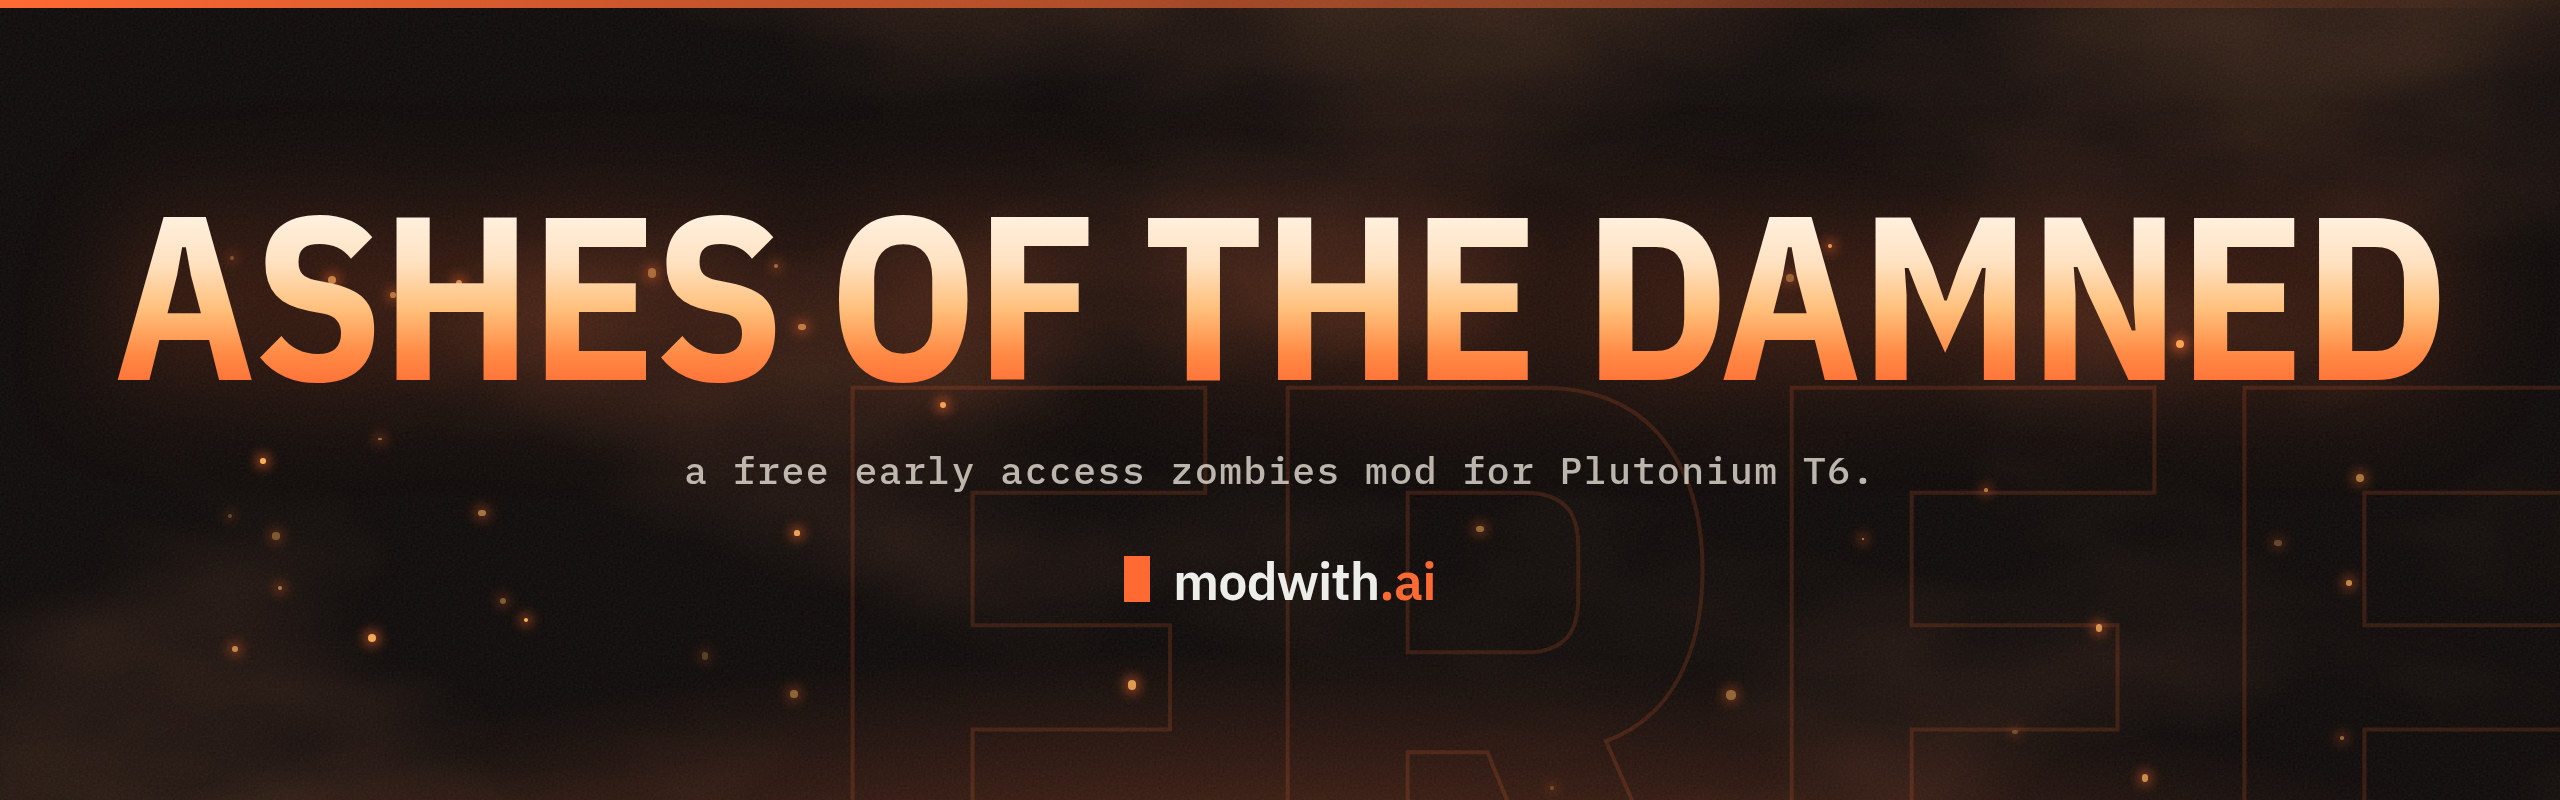 ASHES OF THE DAMNED
a free early access zombies mod for Plutonium T6.
modwith.ai
FREE